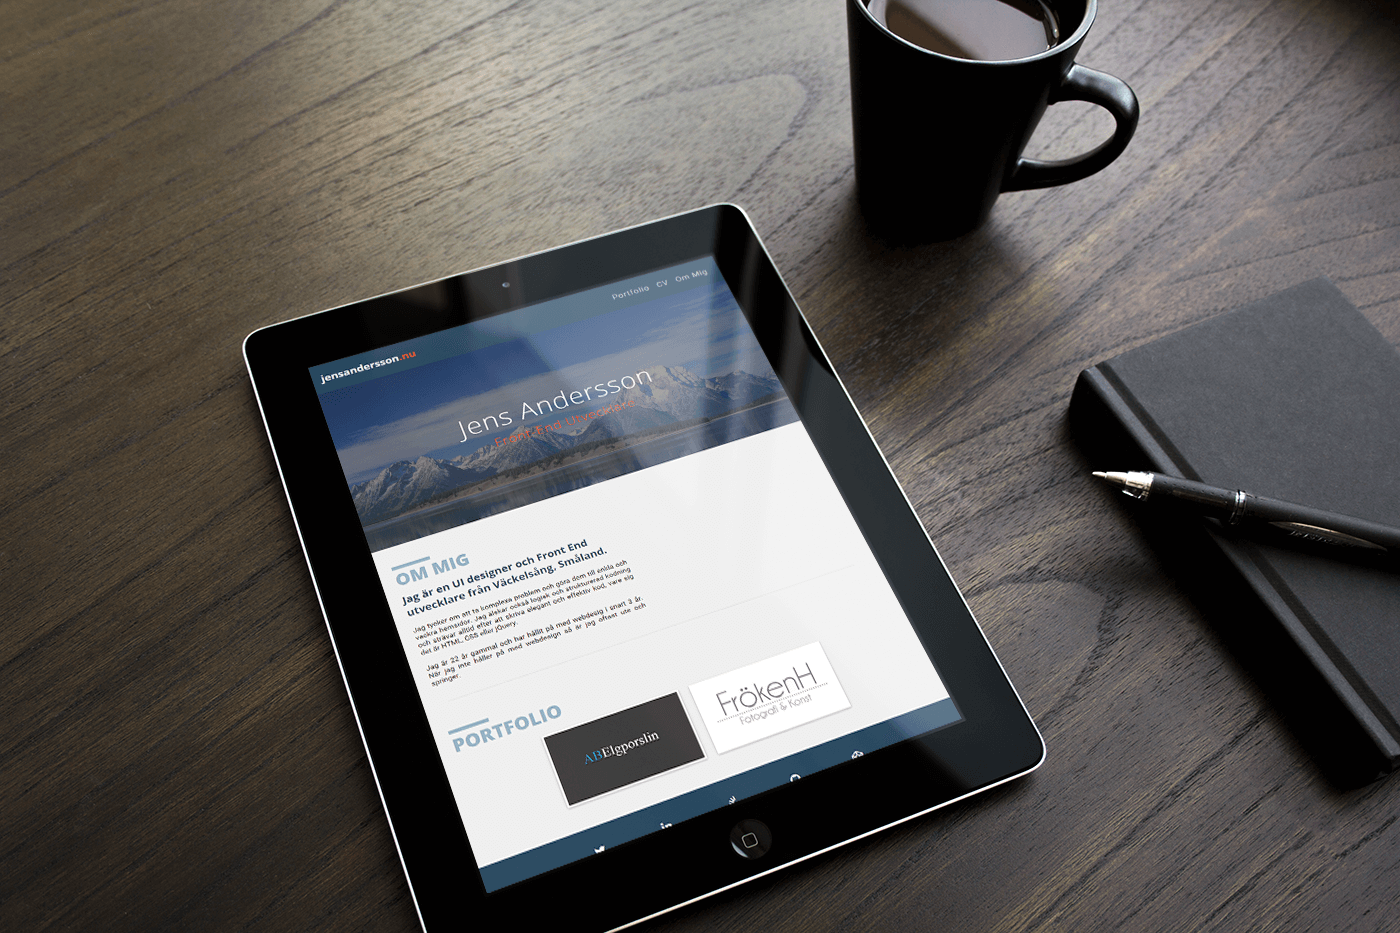 Portfolio CV Om Mig
jensandersson.nu
Jens Andersson
Front End Utvecklare
OM MIG
Jag är en UI designer och Front End
utvecklare från Väckelsång, Småland.
Jag tycker om att ta komplexa problem och göra dem till enkla och
vackra hemsidor. Jag älskar också logisk och strukturerad kodning
och strävar alltid efter att skriva elegant och effektiv kod, vare sig
det är HTML, CSS eller jQuery.
Jag är 22 år gammal och har hållit på med webdesig i snart 3 år.
När jag inte håller på med webdesign så är jag oftast ute och
springer.
PORTFOLIO
ABElgporslin
FrökenH
Fotografi & Konst